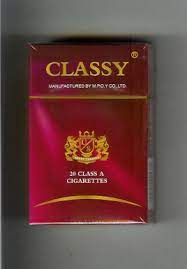 CLASSY®
MANUFACTURED BY M.PO.Y CO.,LTD.
20 CLASS A
CIGARETTES